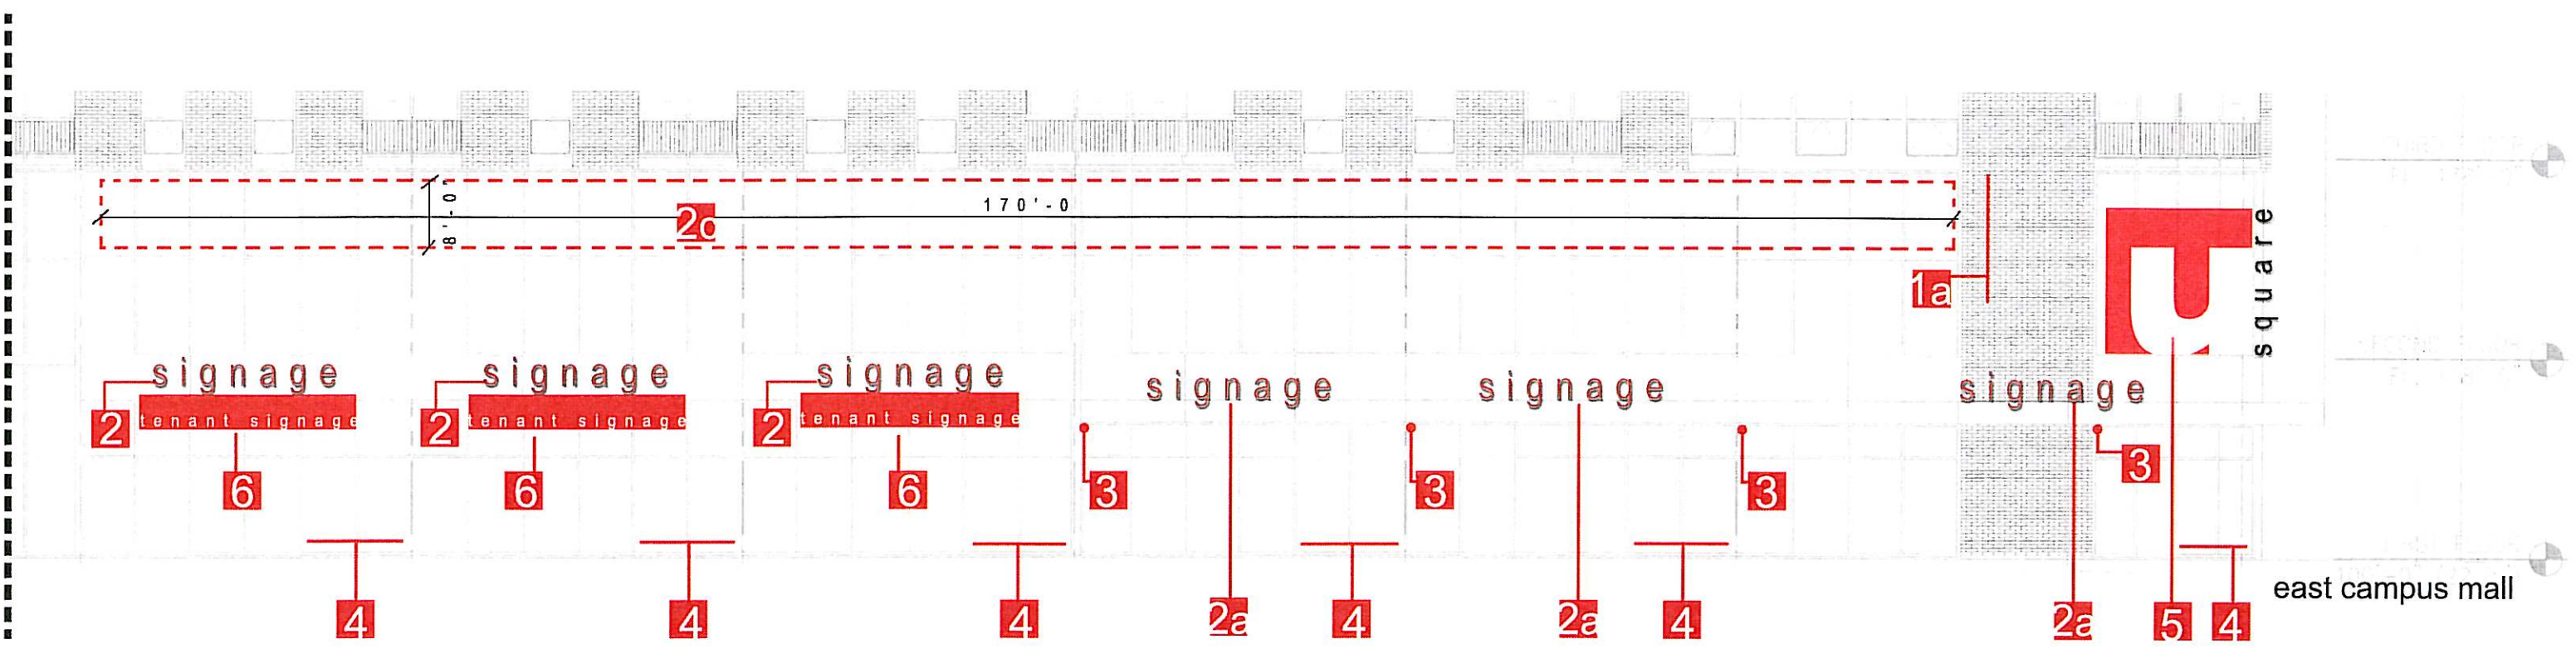 170'-0
8'-0"
2c
1a
square
signage
signage
signage
signage
signage
signage
2
tenant signage
2
tenant signage
2
tenant signage
3
3
3
3
6
6
6
4
4
4
2a
4
2a
4
2a
5
4
east campus mall